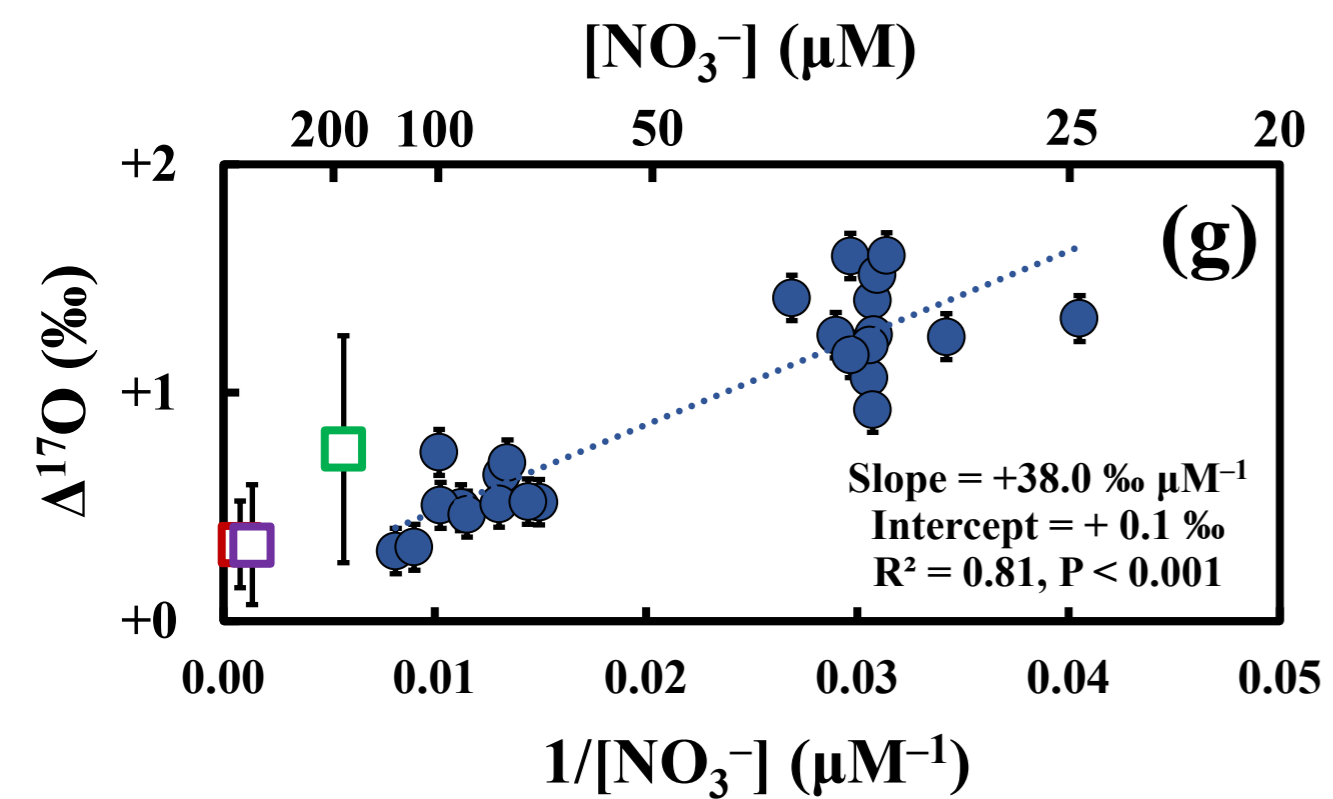 [NO₃⁻] (μM)
200 100 50 25 20
+2
(g)
Δ¹⁷O (‰)
+1
Slope = +38.0 ‰ μM⁻¹
Intercept = + 0.1 ‰
R² = 0.81, P < 0.001
+0
0.00 0.01 0.02 0.03 0.04 0.05
1/[NO₃⁻] (μM⁻¹)